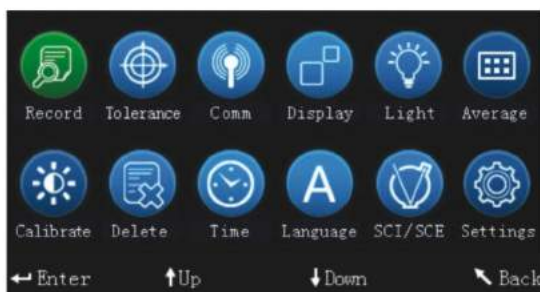 Record Tolerance Comm Display Light Average
A
Calibrate Delete Time Language SCI/SCE Settings
Enter Up Down Back